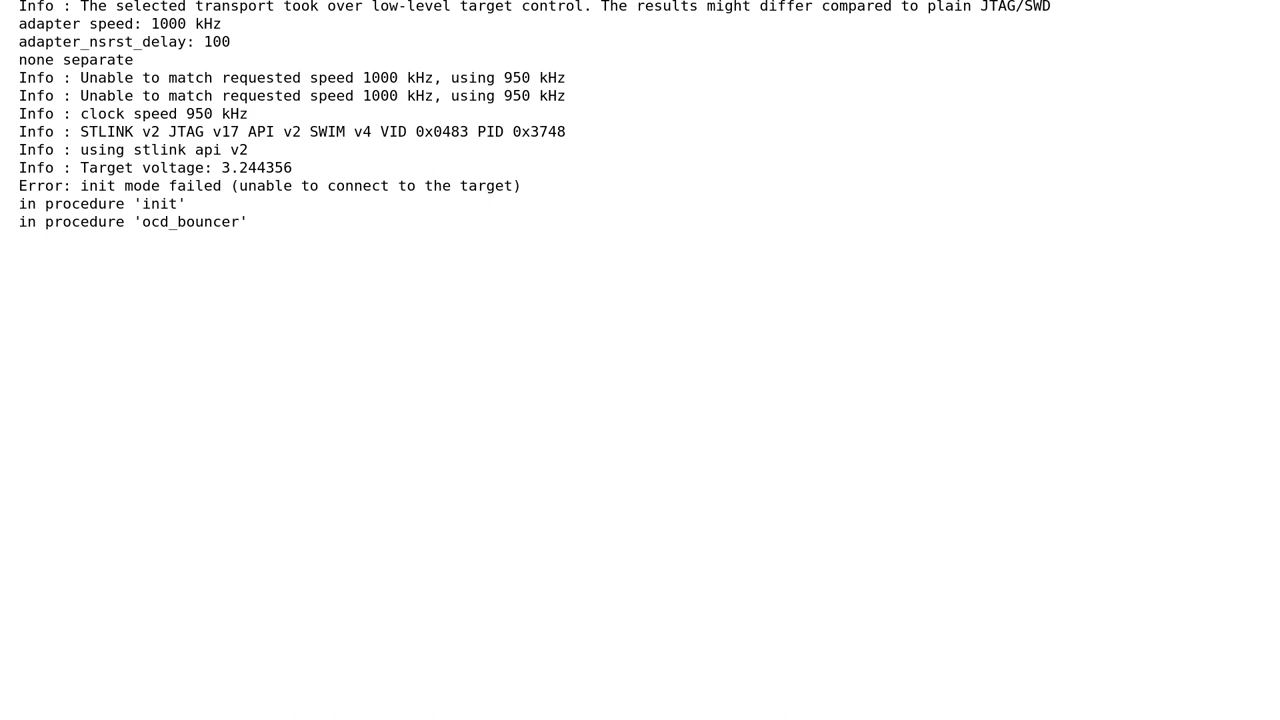 Info : The selected transport took over low-level target control. The results might differ compared to plain JTAG/SWD
adapter speed: 1000 kHz
adapter_nsrst_delay: 100
none separate
Info : Unable to match requested speed 1000 kHz, using 950 kHz
Info : Unable to match requested speed 1000 kHz, using 950 kHz
Info : clock speed 950 kHz
Info : STLINK v2 JTAG v17 API v2 SWIM v4 VID 0x0483 PID 0x3748
Info : using stlink api v2
Info : Target voltage: 3.244356
Error: init mode failed (unable to connect to the target)
in procedure 'init'
in procedure 'ocd_bouncer'